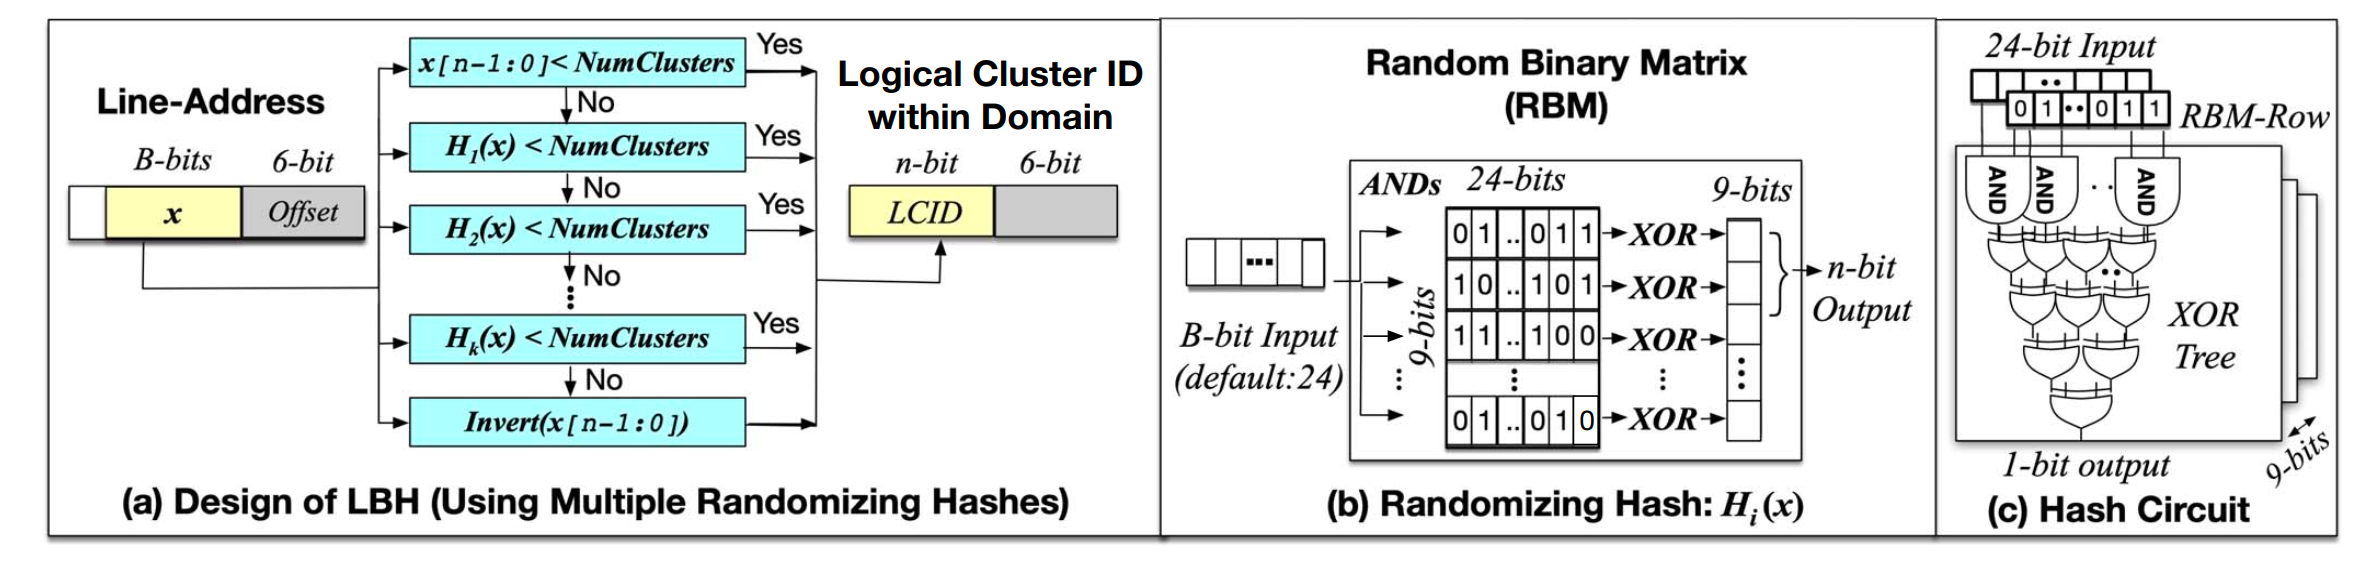 Line-Address
B-bits 6-bit
x Offset
x[n-1:0]< NumClusters
Yes
No
H₁(x) < NumClusters
Yes
No
H₂(x) < NumClusters
Yes
No
⋮
Hₖ(x) < NumClusters
Yes
No
Invert(x[n-1:0])
Logical Cluster ID
within Domain
n-bit 6-bit
LCID
(a) Design of LBH (Using Multiple Randomizing Hashes)
Random Binary Matrix
(RBM)
ANDs 24-bits 9-bits
...
B-bit Input
(default:24)
9-bits
0 1 .. 0 1 1 XOR
1 0 .. 1 0 1 XOR
1 1 .. 1 0 0 XOR
⋮ ⋮ ⋮ ⋮
0 1 .. 0 1 0 XOR
n-bit
Output
(b) Randomizing Hash: Hᵢ(x)
24-bit Input
..
0 1 .. 0 1 1 RBM-Row
AND AND .. AND
..
XOR
Tree
1-bit output
9-bits
(c) Hash Circuit